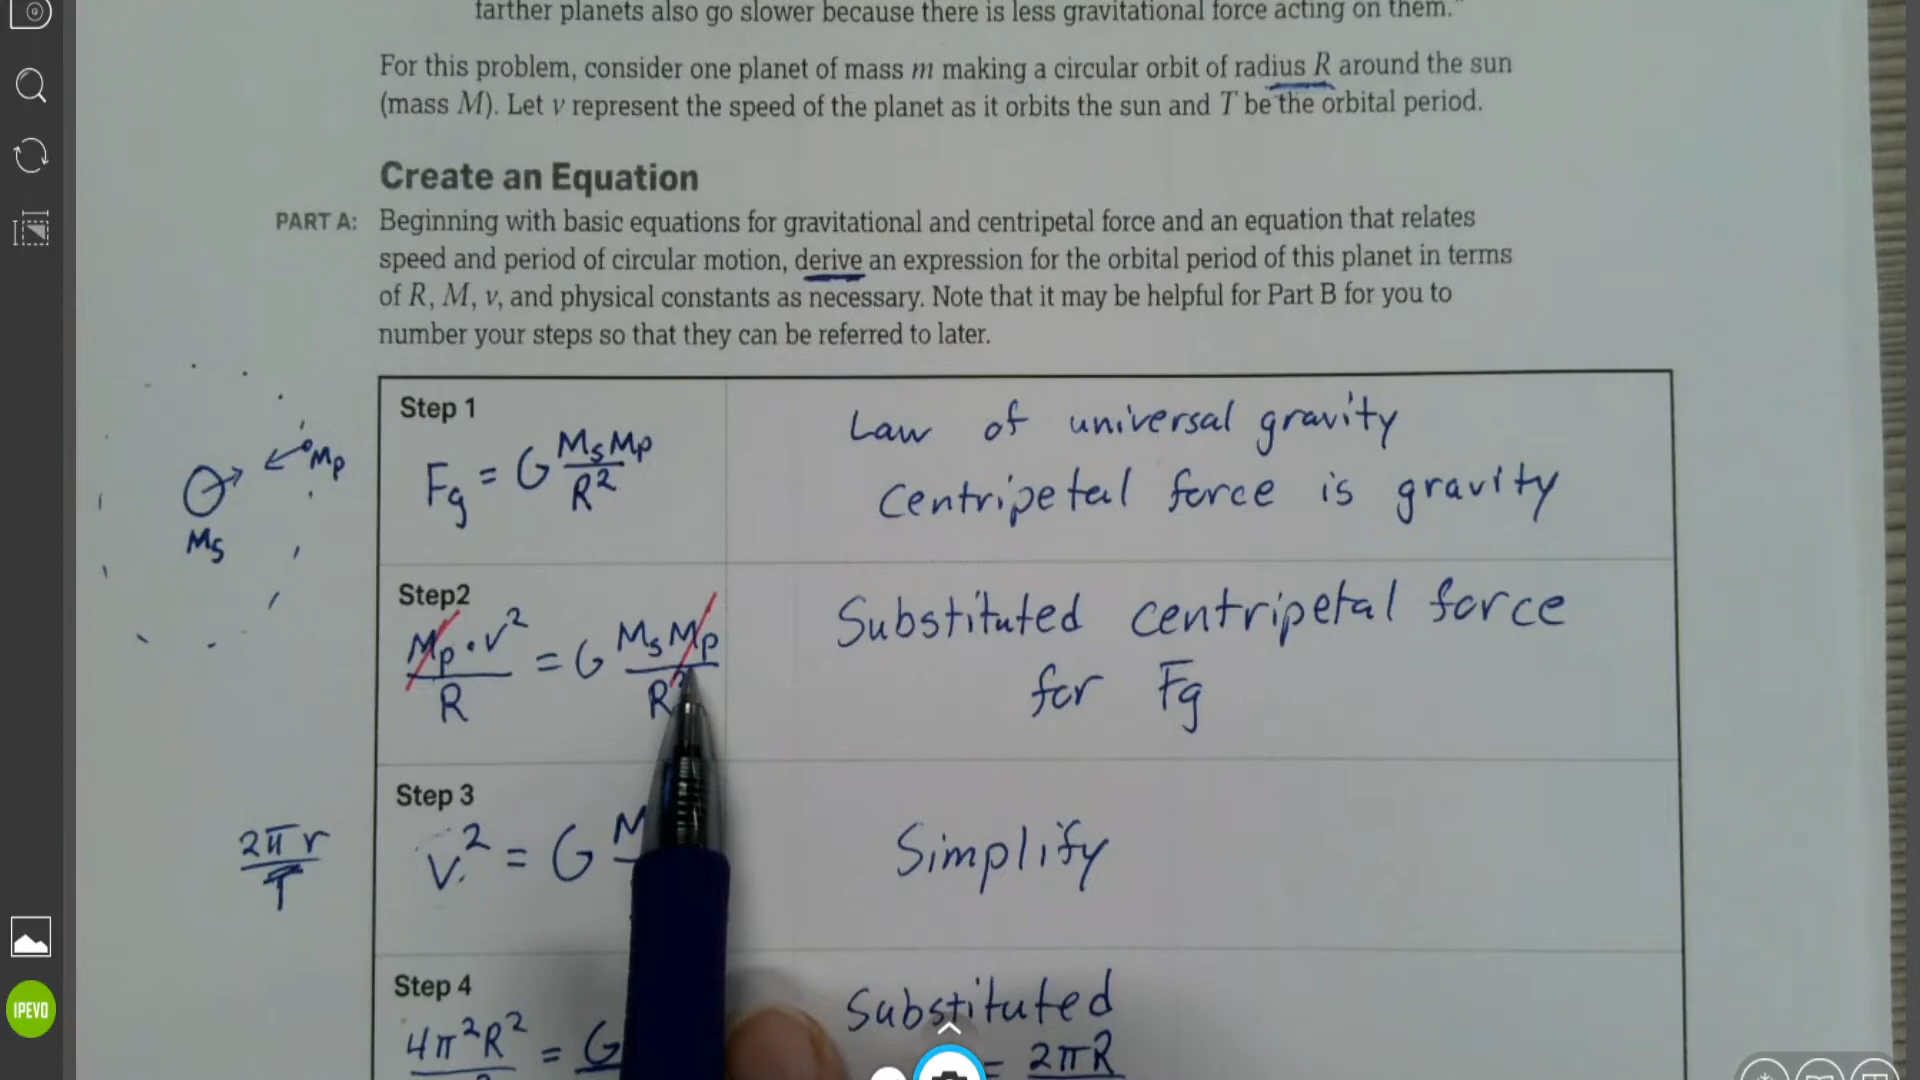 farther planets also go slower because there is less gravitational force acting on them."
For this problem, consider one planet of mass m making a circular orbit of radius R around the sun
(mass M). Let v represent the speed of the planet as it orbits the sun and T be the orbital period.
Create an Equation
PART A: Beginning with basic equations for gravitational and centripetal force and an equation that relates
speed and period of circular motion, derive an expression for the orbital period of this planet in terms
of R, M, v, and physical constants as necessary. Note that it may be helpful for Part B for you to
number your steps so that they can be referred to later.
Step 1
Fg = G MsMp/R²
Law of universal gravity
Centripetal force is gravity
Mp
Ms
Step2
Mp·v²/R = G MsMp/R²
Substituted centripetal force
for Fg
Step 3
v² = G M
Simplify
2πr/T
Step 4
4π²R² = G
Substituted
= 2πR
IPEVO